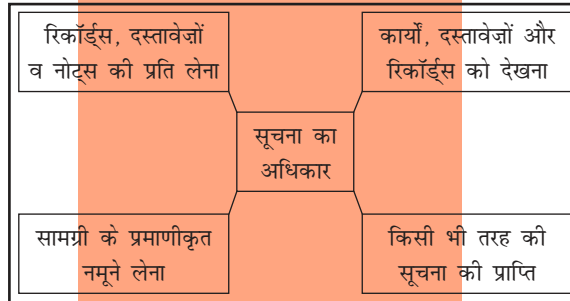 रिकॉर्ड्स, दस्तावेज़ों
व नोट्स की प्रति लेना
कार्यों, दस्तावेज़ों और
रिकॉर्ड्स को देखना
सूचना का
अधिकार
सामग्री के प्रमाणीकृत
नमूने लेना
किसी भी तरह की
सूचना की प्राप्ति